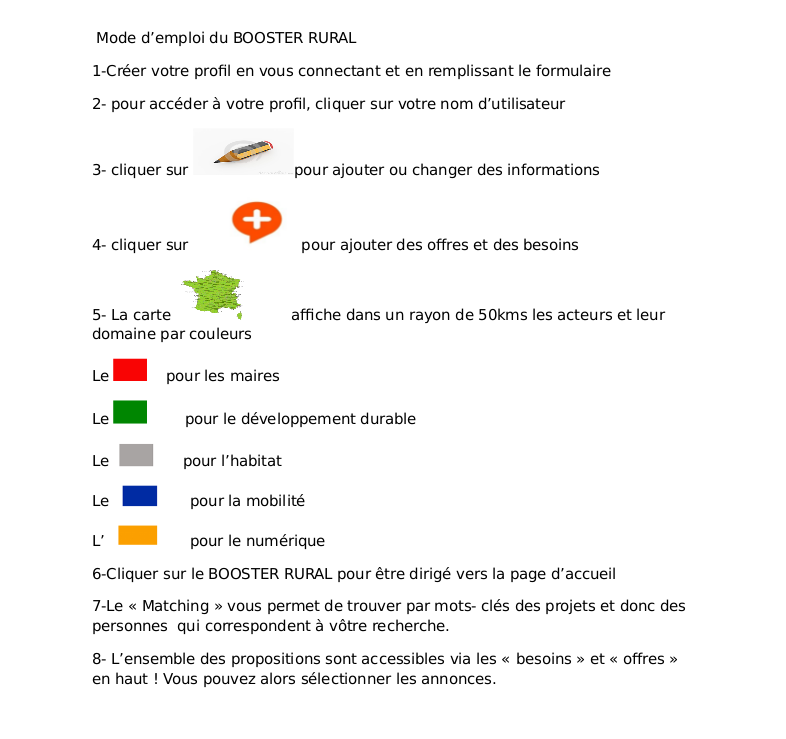 Mode d’emploi du BOOSTER RURAL
1-Créer votre profil en vous connectant et en remplissant le formulaire
2- pour accéder à votre profil, cliquer sur votre nom d’utilisateur
3- cliquer sur pour ajouter ou changer des informations
4- cliquer sur pour ajouter des offres et des besoins
5- La carte affiche dans un rayon de 50kms les acteurs et leur
domaine par couleurs
Le pour les maires
Le pour le développement durable
Le pour l’habitat
Le pour la mobilité
L’ pour le numérique
6-Cliquer sur le BOOSTER RURAL pour être dirigé vers la page d’accueil
7-Le « Matching » vous permet de trouver par mots- clés des projets et donc des
personnes qui correspondent à vôtre recherche.
8- L’ensemble des propositions sont accessibles via les « besoins » et « offres »
en haut ! Vous pouvez alors sélectionner les annonces.